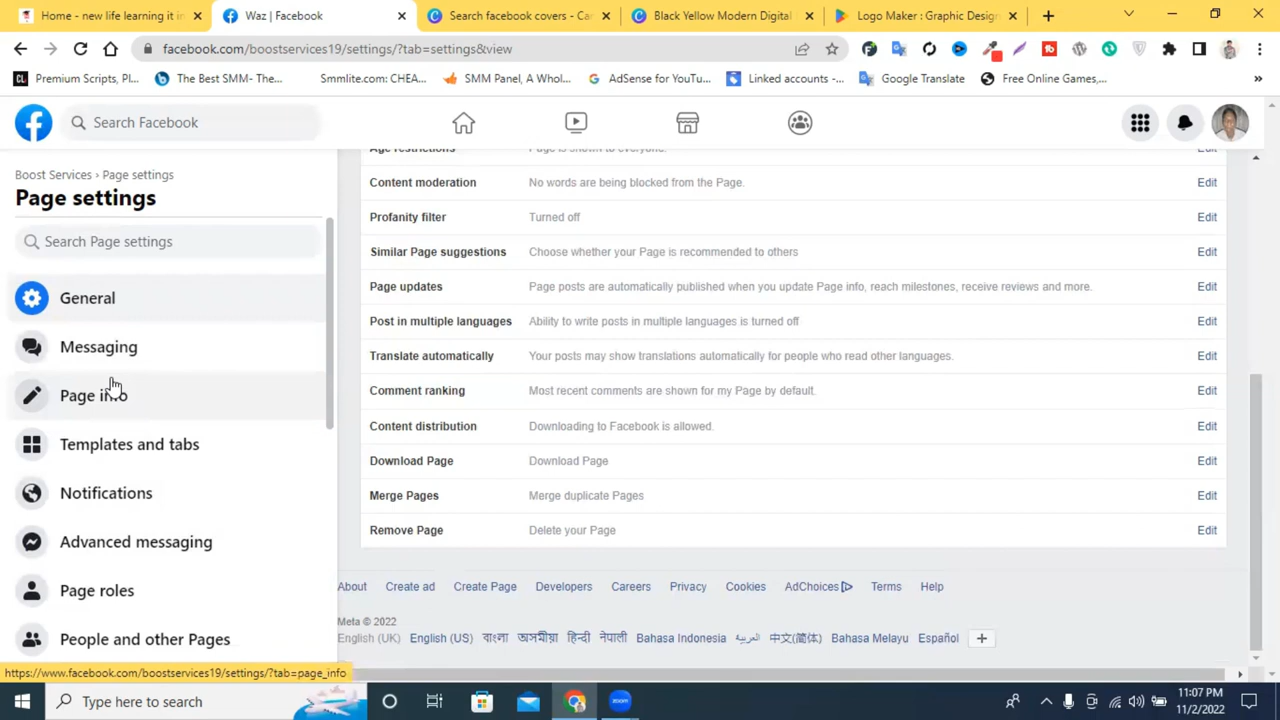 Home - new life learning it in
Waz | Facebook
Search facebook covers - Can
Black Yellow Modern Digital
Logo Maker : Graphic Design
facebook.com/boostservices19/settings/?tab=settings&view
Premium Scripts, Pl...
The Best SMM- The...
Smmlite.com: CHEA...
SMM Panel, A Whol...
AdSense for YouTu...
Linked accounts -...
Google Translate
Free Online Games,...
Search Facebook
Boost Services › Page settings
Page settings
Search Page settings
General
Messaging
Page info
Templates and tabs
Notifications
Advanced messaging
Page roles
People and other Pages
Age restrictions Page is shown to everyone. Edit
Content moderation No words are being blocked from the Page. Edit
Profanity filter Turned off Edit
Similar Page suggestions Choose whether your Page is recommended to others Edit
Page updates Page posts are automatically published when you update Page info, reach milestones, receive reviews and more. Edit
Post in multiple languages Ability to write posts in multiple languages is turned off Edit
Translate automatically Your posts may show translations automatically for people who read other languages. Edit
Comment ranking Most recent comments are shown for my Page by default. Edit
Content distribution Downloading to Facebook is allowed. Edit
Download Page Download Page Edit
Merge Pages Merge duplicate Pages Edit
Remove Page Delete your Page Edit
About Create ad Create Page Developers Careers Privacy Cookies AdChoices Terms Help
Meta © 2022
English (UK) English (US) বাংলা অসমীয়া हिन्दी नेपाली Bahasa Indonesia العربية 中文(简体) Bahasa Melayu Español
https://www.facebook.com/boostservices19/settings/?tab=page_info
Type here to search
zoom
11:07 PM
11/2/2022